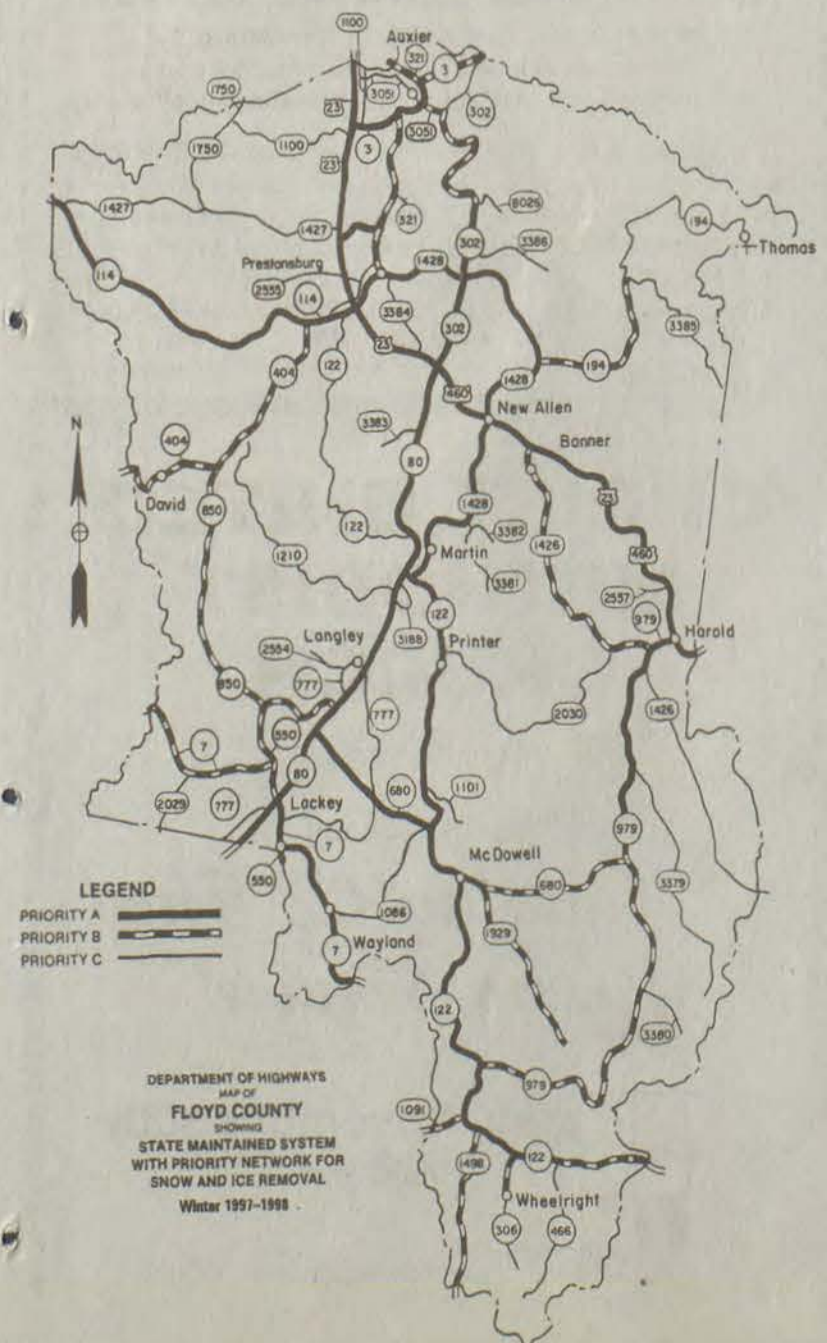 1100
Auxier
321
3
1750
3051
302
23
3051
1750
1100
3
23
1427
1427
321
8025
194
302
3386
Thomas
Prestonsburg
1428
114
2555
114
3384
3385
302
23
122
404
194
1428
460
New Allen
N
3383
Bonner
404
80
David
23
850
1428
122
3382
1426
460
1210
Martin
3381
2557
122
979
Harold
Langley
3188
Printer
2554
777
850
777
1426
2030
550
7
80
680
1101
2029
777
Lackey
979
7
McDowell
550
680
3379
LEGEND
PRIORITY A
PRIORITY B
PRIORITY C
1086
1929
Wayland
7
122
3380
979
DEPARTMENT OF HIGHWAYS
MAP OF
FLOYD COUNTY
SHOWING
STATE MAINTAINED SYSTEM
WITH PRIORITY NETWORK FOR
SNOW AND ICE REMOVAL
Winter 1997-1998
1091
1498
122
Wheelright
306
466